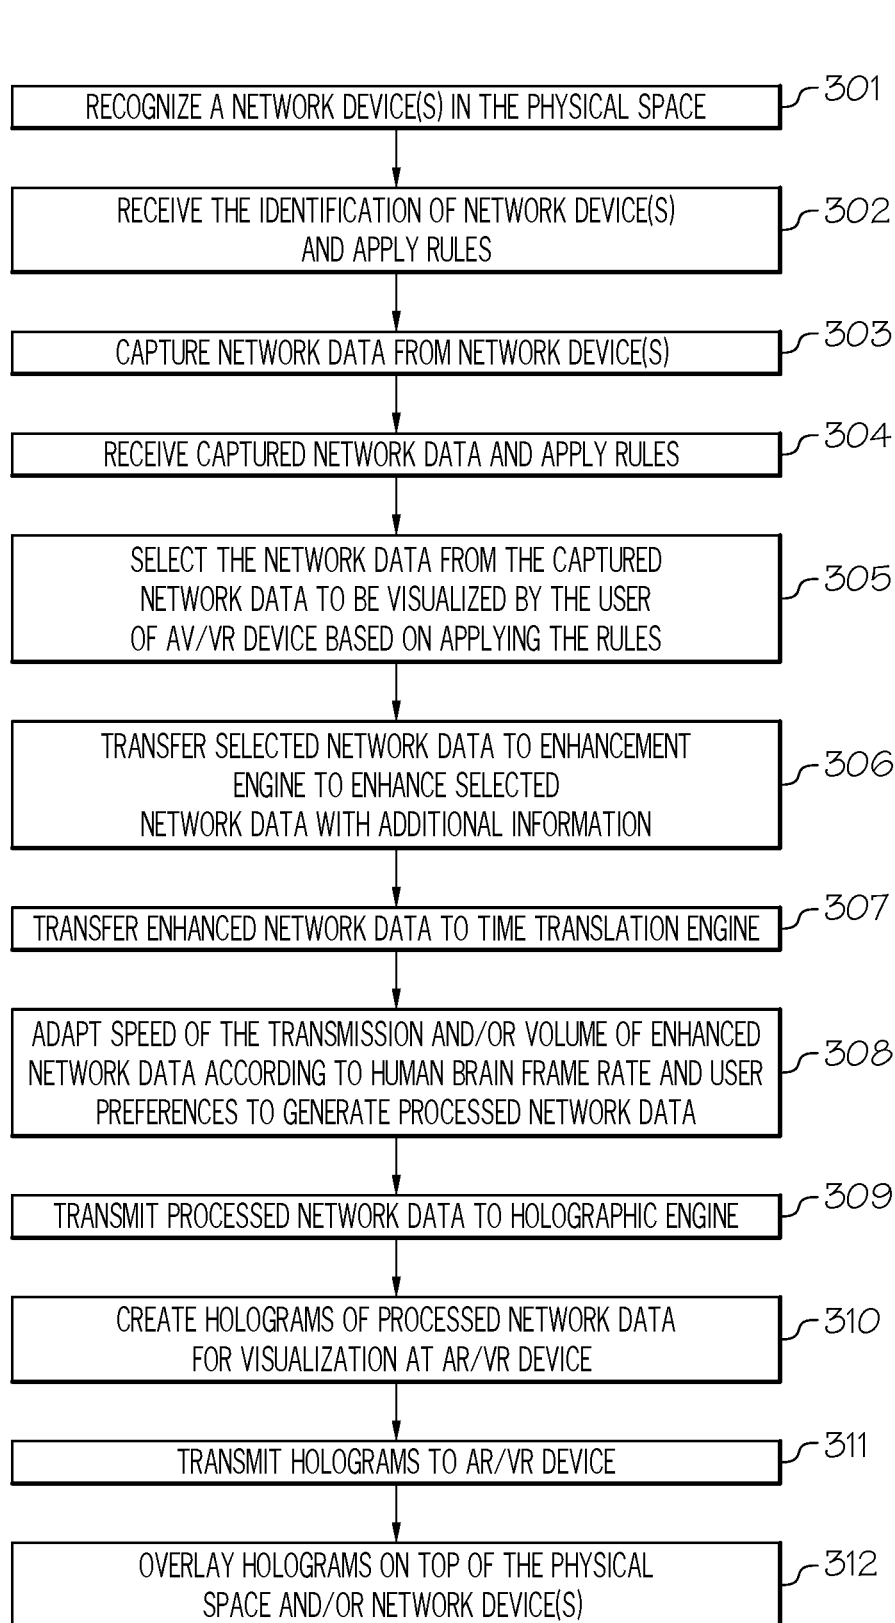 RECOGNIZE A NETWORK DEVICE(S) IN THE PHYSICAL SPACE
301
RECEIVE THE IDENTIFICATION OF NETWORK DEVICE(S)
AND APPLY RULES
302
CAPTURE NETWORK DATA FROM NETWORK DEVICE(S)
303
RECEIVE CAPTURED NETWORK DATA AND APPLY RULES
304
SELECT THE NETWORK DATA FROM THE CAPTURED
NETWORK DATA TO BE VISUALIZED BY THE USER
OF AV/VR DEVICE BASED ON APPLYING THE RULES
305
TRANSFER SELECTED NETWORK DATA TO ENHANCEMENT
ENGINE TO ENHANCE SELECTED
NETWORK DATA WITH ADDITIONAL INFORMATION
306
TRANSFER ENHANCED NETWORK DATA TO TIME TRANSLATION ENGINE
307
ADAPT SPEED OF THE TRANSMISSION AND/OR VOLUME OF ENHANCED
NETWORK DATA ACCORDING TO HUMAN BRAIN FRAME RATE AND USER
PREFERENCES TO GENERATE PROCESSED NETWORK DATA
308
TRANSMIT PROCESSED NETWORK DATA TO HOLOGRAPHIC ENGINE
309
CREATE HOLOGRAMS OF PROCESSED NETWORK DATA
FOR VISUALIZATION AT AR/VR DEVICE
310
TRANSMIT HOLOGRAMS TO AR/VR DEVICE
311
OVERLAY HOLOGRAMS ON TOP OF THE PHYSICAL
SPACE AND/OR NETWORK DEVICE(S)
312